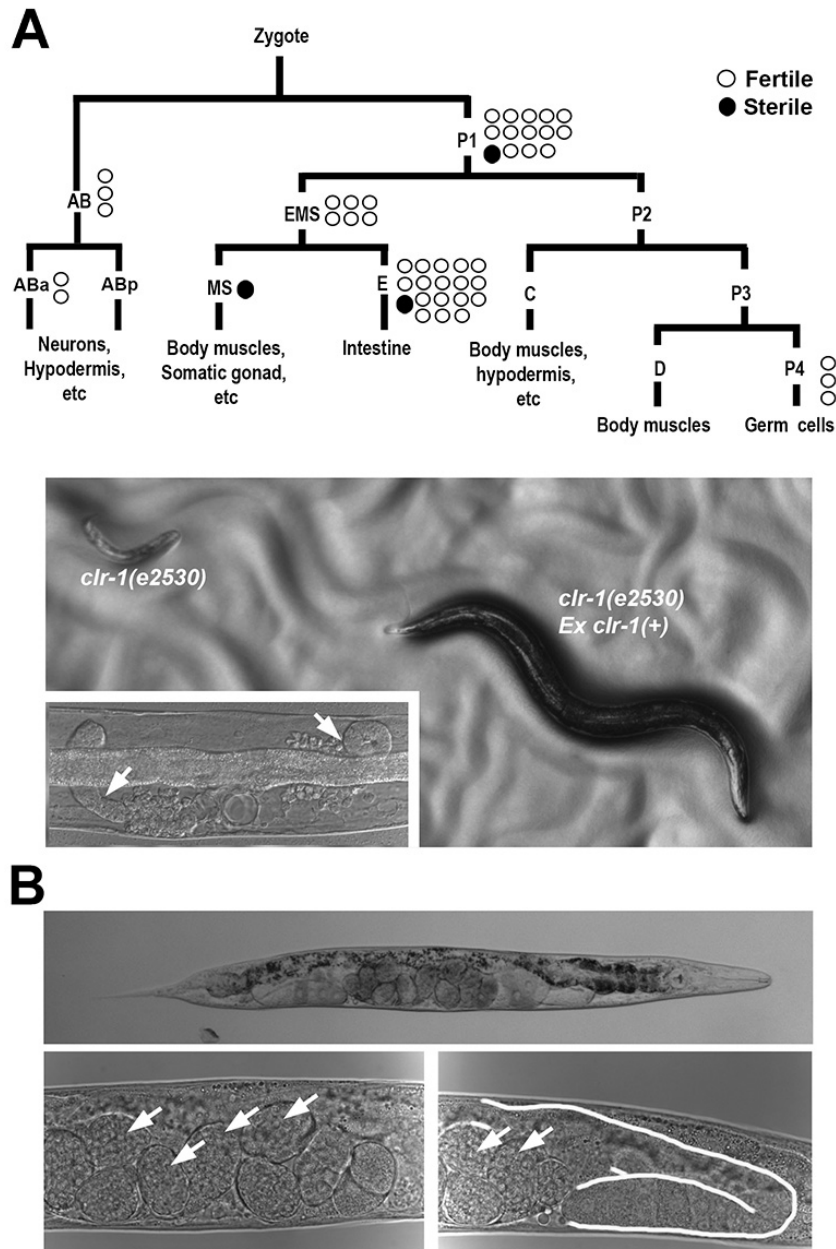 A
Zygote
Fertile
Sterile
P1
AB
EMS
P2
ABa
ABp
MS
E
C
P3
Neurons,
Hypodermis,
etc
Body muscles,
Somatic gonad,
etc
Intestine
Body muscles,
hypodermis,
etc
D
P4
Body muscles
Germ cells
clr-1(e2530)
clr-1(e2530)
Ex clr-1(+)
B